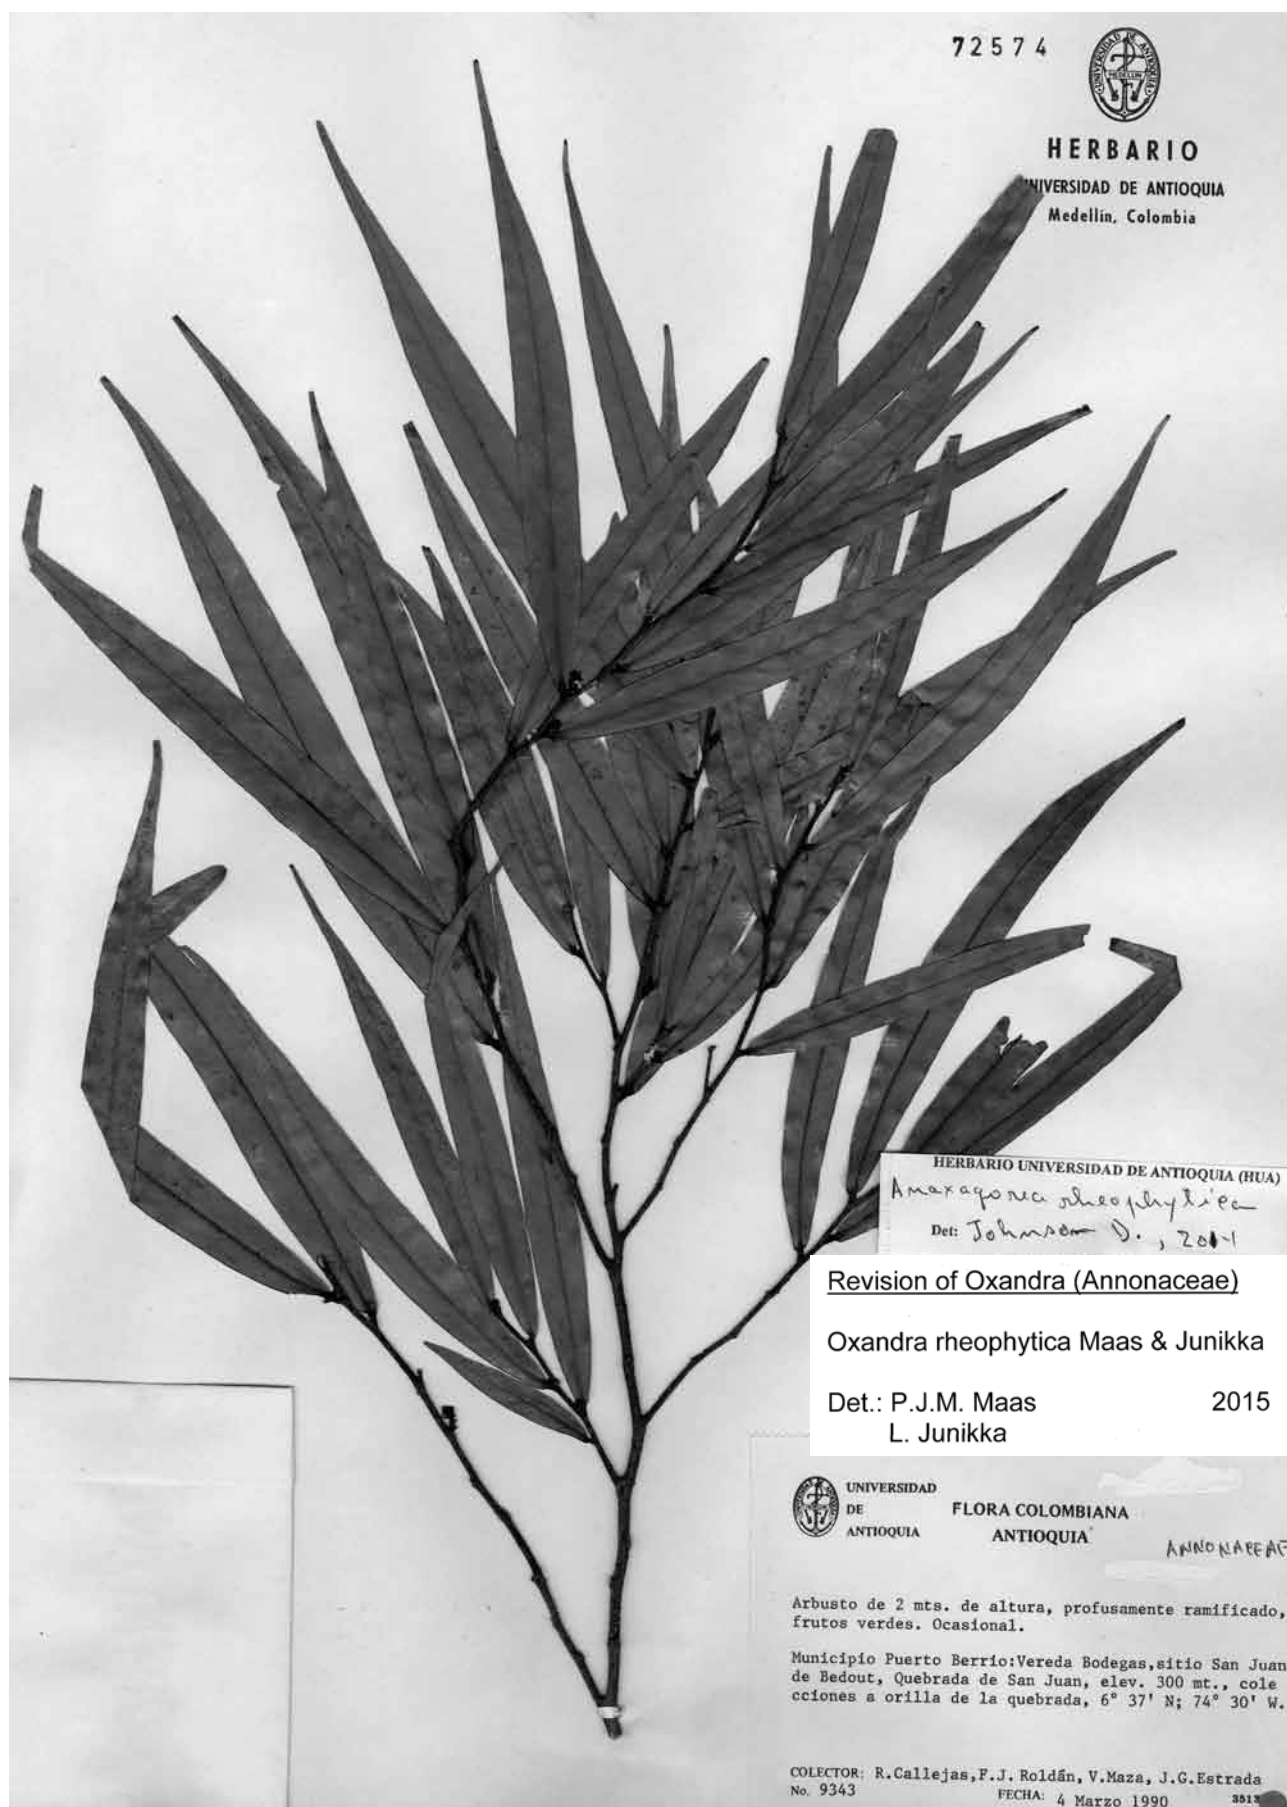 72574
HERBARIO
UNIVERSIDAD DE ANTIOQUIA
Medellín, Colombia
HERBARIO UNIVERSIDAD DE ANTIOQUIA (HUA)
Anaxagorea rheophytica
Det: Johnson D., 2014
Revision of Oxandra (Annonaceae)
Oxandra rheophytica Maas & Junikka
Det.: P.J.M. Maas 2015
L. Junikka
UNIVERSIDAD
DE
ANTIOQUIA
FLORA COLOMBIANA
ANTIOQUIA
ANNONACEAE
Arbusto de 2 mts. de altura, profusamente ramificado,
frutos verdes. Ocasional.
Municipio Puerto Berrio:Vereda Bodegas,sitio San Juan
de Bedout, Quebrada de San Juan, elev. 300 mt., cole
cciones a orilla de la quebrada, 6° 37' N; 74° 30' W.
COLECTOR: R.Callejas,F.J. Roldán, V.Maza, J.G.Estrada
No. 9343 FECHA: 4 Marzo 1990